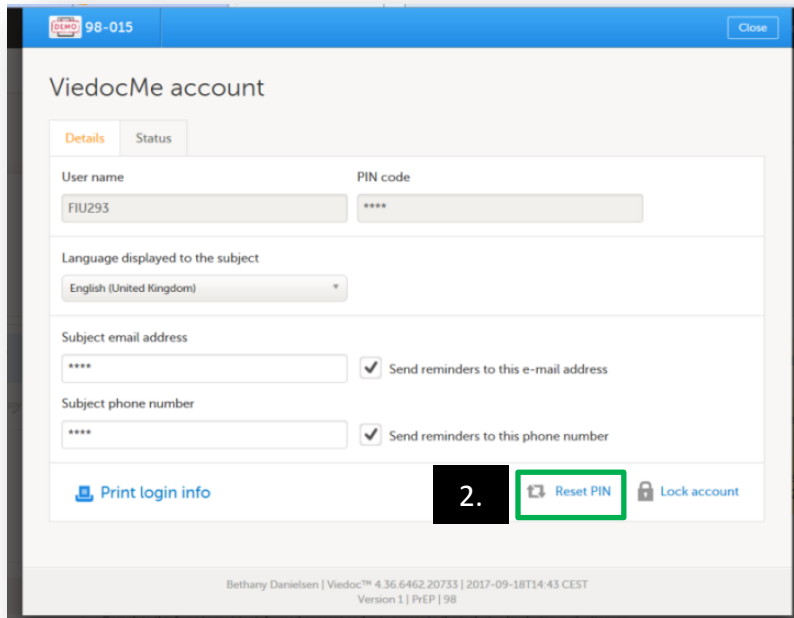 DEMO 98-015
Close
ViedocMe account
Details Status
User name PIN code
FIU293 ****
Language displayed to the subject
English (United Kingdom)
Subject email address
**** Send reminders to this e-mail address
Subject phone number
**** Send reminders to this phone number
Print login info 2. Reset PIN Lock account
Bethany Danielsen | Viedoc™ 4.36.6462.20733 | 2017-09-18T14:43 CEST
Version 1 | PrEP | 98